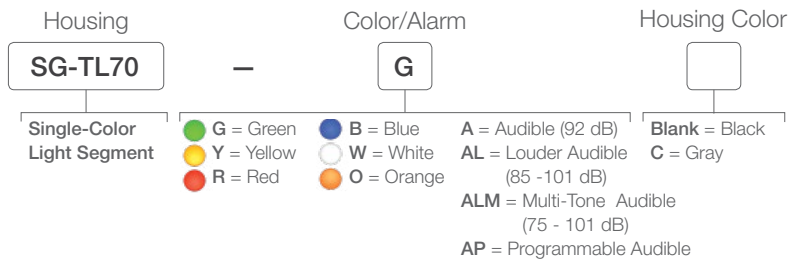 Housing
Color/Alarm
Housing Color
SG-TL70
–
G
Single-Color
Light Segment
G = Green
Y = Yellow
R = Red
B = Blue
W = White
O = Orange
A = Audible (92 dB)
AL = Louder Audible
(85 -101 dB)
ALM = Multi-Tone Audible
(75 - 101 dB)
AP = Programmable Audible
Blank = Black
C = Gray